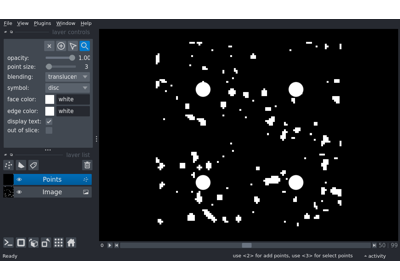 File View Plugins Window Help
layer controls
opacity: 1.00
point size: 3
blending: translucen
symbol: disc
face color: white
edge color: white
display text:
out of slice:
layer list
Points
Image
0 50 99
Ready use <2> for add points, use <3> for select points activity